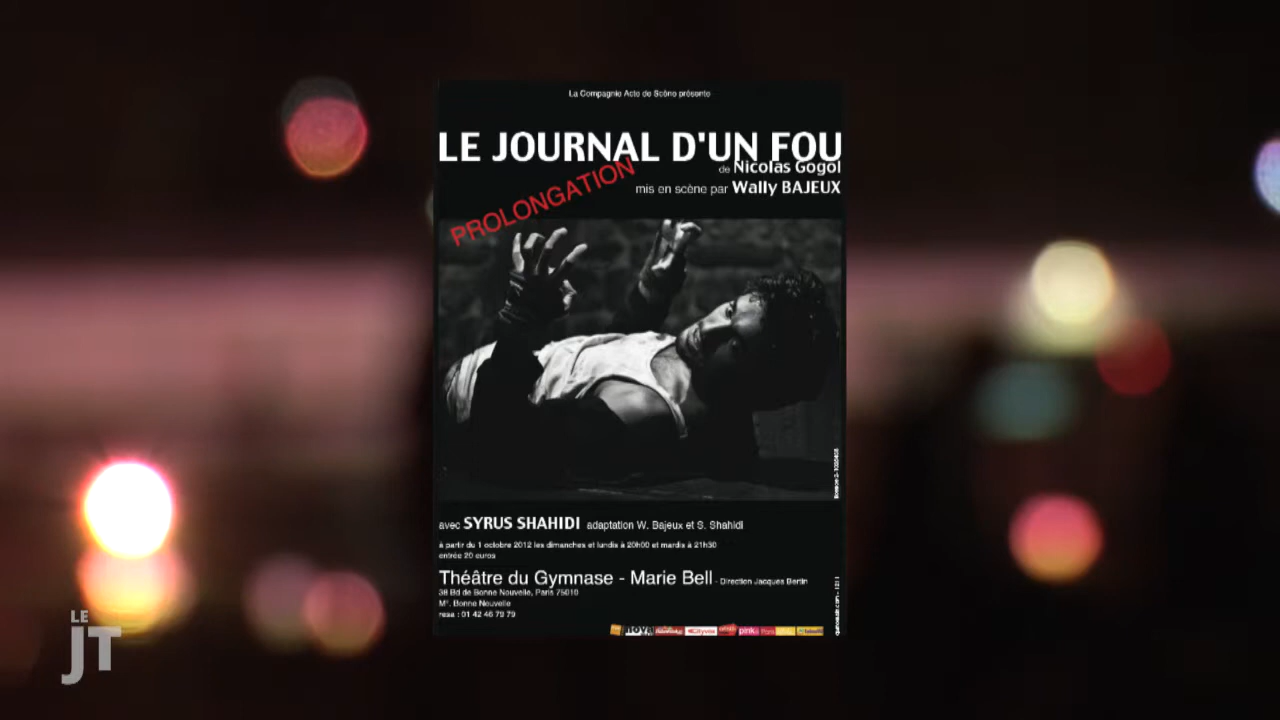 La Compagnie Acte de Scène présente
LE JOURNAL D'UN FOU
de Nicolas Gogol
PROLONGATION
mis en scène par Wally BAJEUX
avec SYRUS SHAHIDI adaptation W. Bajeux et S. Shahidi
à partir du 1 octobre 2012 les dimanches et lundis à 20h00 et mardis à 21h30
entrée 20 euros
Théâtre du Gymnase - Marie Bell - Direction Jacques Bertin
38 Bd de Bonne Nouvelle, Paris 75010
M°. Bonne Nouvelle
resa : 01 42 46 79 79
nova
pink
LE
JT